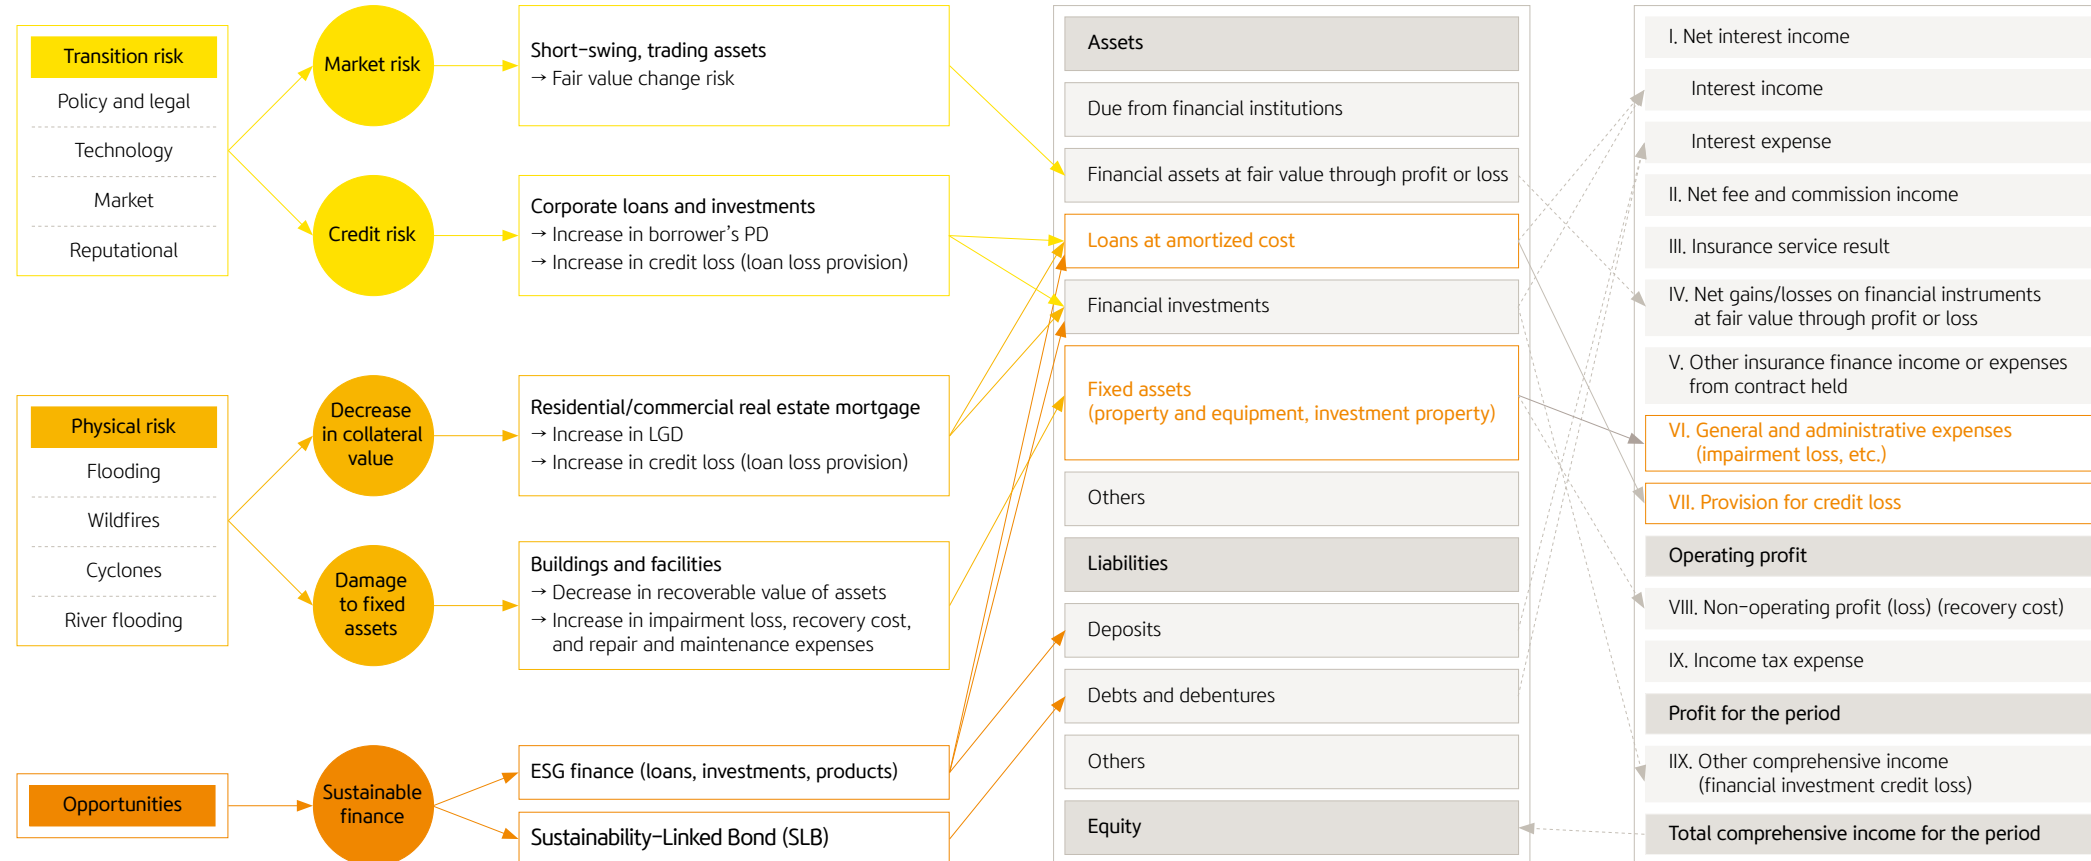 Transition risk
Policy and legal
Technology
Market
Reputational
Physical risk
Flooding
Wildfires
Cyclones
River flooding
Opportunities
Market risk
Credit risk
Decrease
in collateral
value
Damage
to fixed
assets
Sustainable
finance
Short-swing, trading assets
→ Fair value change risk
Corporate loans and investments
→ Increase in borrower's PD
→ Increase in credit loss (loan loss provision)
Residential/commercial real estate mortgage
→ Increase in LGD
→ Increase in credit loss (loan loss provision)
Buildings and facilities
→ Decrease in recoverable value of assets
→ Increase in impairment loss, recovery cost,
and repair and maintenance expenses
ESG finance (loans, investments, products)
Sustainability-Linked Bond (SLB)
Assets
Due from financial institutions
Financial assets at fair value through profit or loss
Loans at amortized cost
Financial investments
Fixed assets
(property and equipment, investment property)
Others
Liabilities
Deposits
Debts and debentures
Others
Equity
I. Net interest income
Interest income
Interest expense
II. Net fee and commission income
III. Insurance service result
IV. Net gains/losses on financial instruments
at fair value through profit or loss
V. Other insurance finance income or expenses
from contract held
VI. General and administrative expenses
(impairment loss, etc.)
VII. Provision for credit loss
Operating profit
VIII. Non-operating profit (loss) (recovery cost)
IX. Income tax expense
Profit for the period
IIX. Other comprehensive income
(financial investment credit loss)
Total comprehensive income for the period